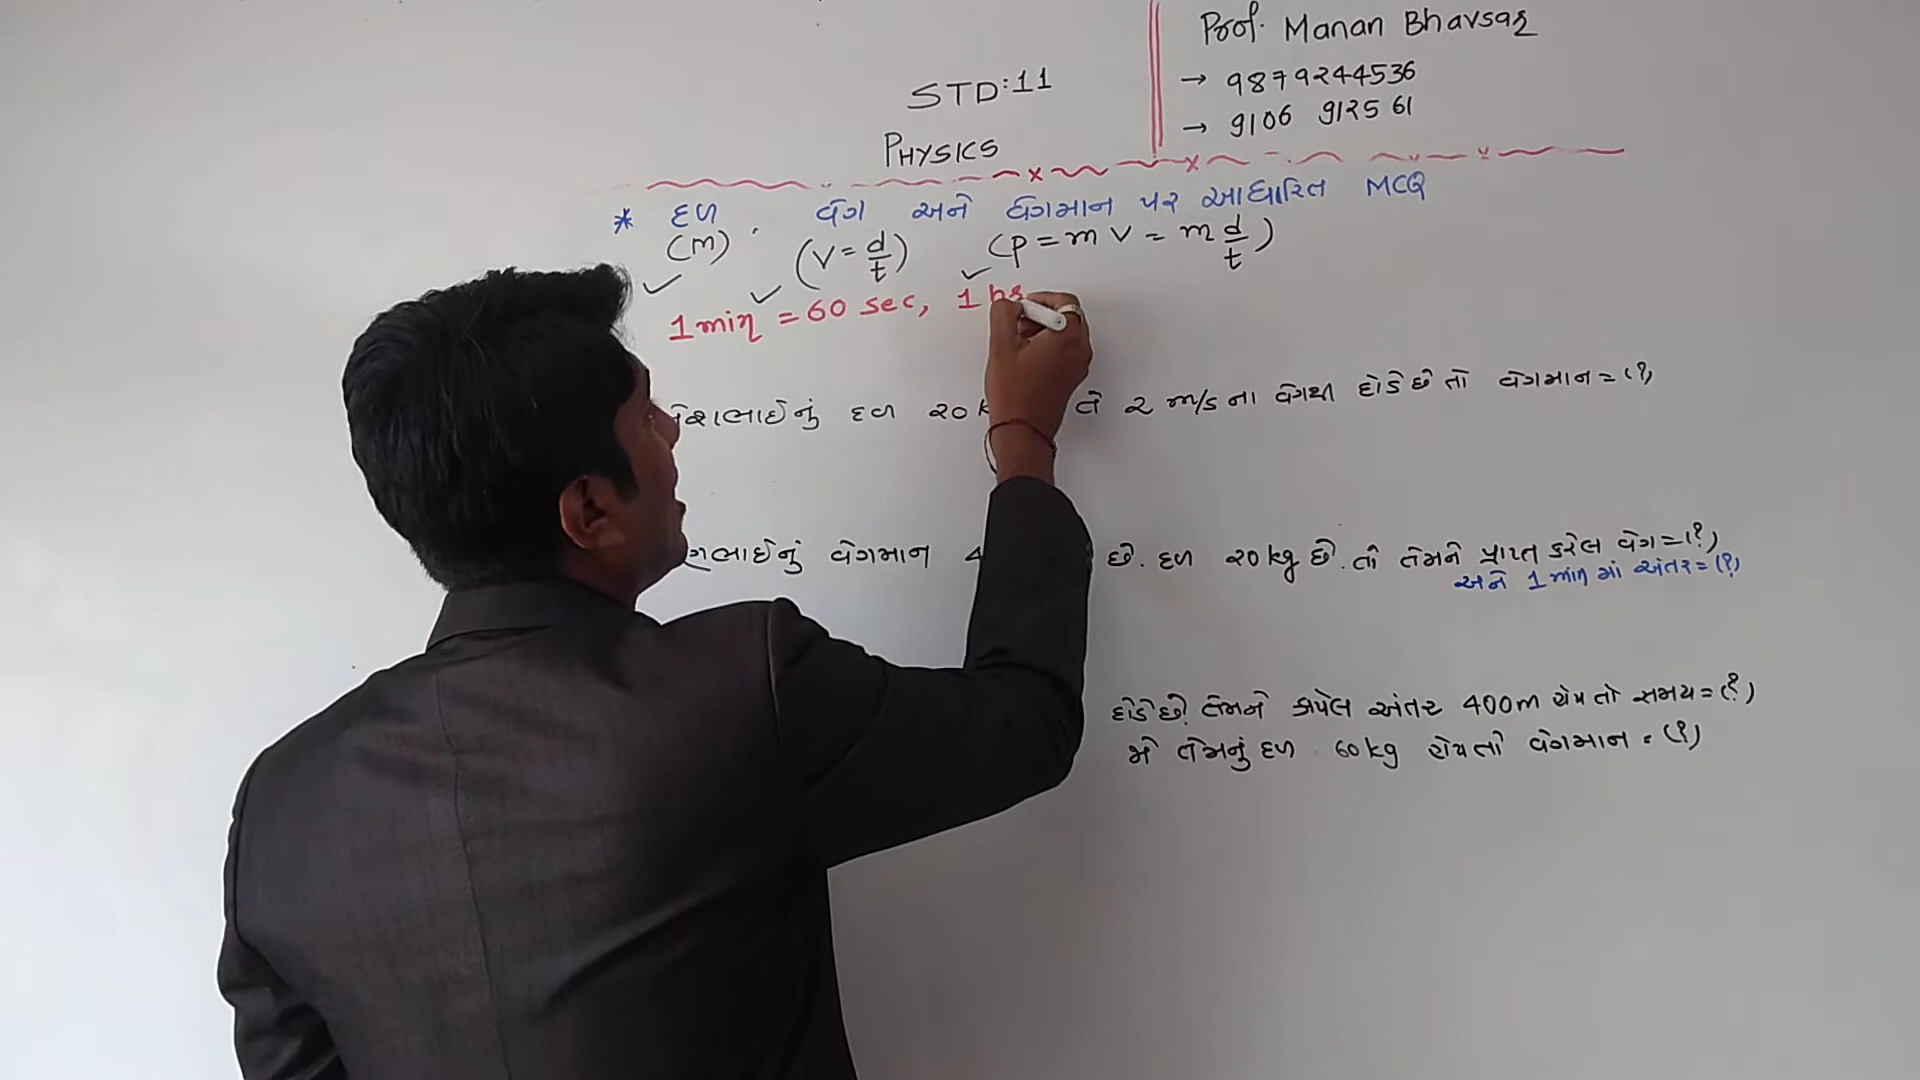 Prof. Manan Bhavsar
→ 9879244536
→ 9106 912561
STD:11
PHYSICS
* દળ, વેગ અને વેગમાન પર આધારિત MCQ
(m) (v = d/t) (p = m v = m d/t)
1 min = 60 sec, 1 hr
દળ 20 k તે 2 m/s ના વેગથી દોડે છે તો વેગમાન = (?)
ભાઈનું વેગમાન 4 છે. દળ 20 kg છે. તો તેમને પ્રાપ્ત કરેલ વેગ = (?)
અને 1 min માં અંતર = (?)
દોડે છે. તેમને કાપેલ અંતર 400m હોય તો સમય = (?)
જો તેમનું દળ 60 kg હોય તો વેગમાન = (?)